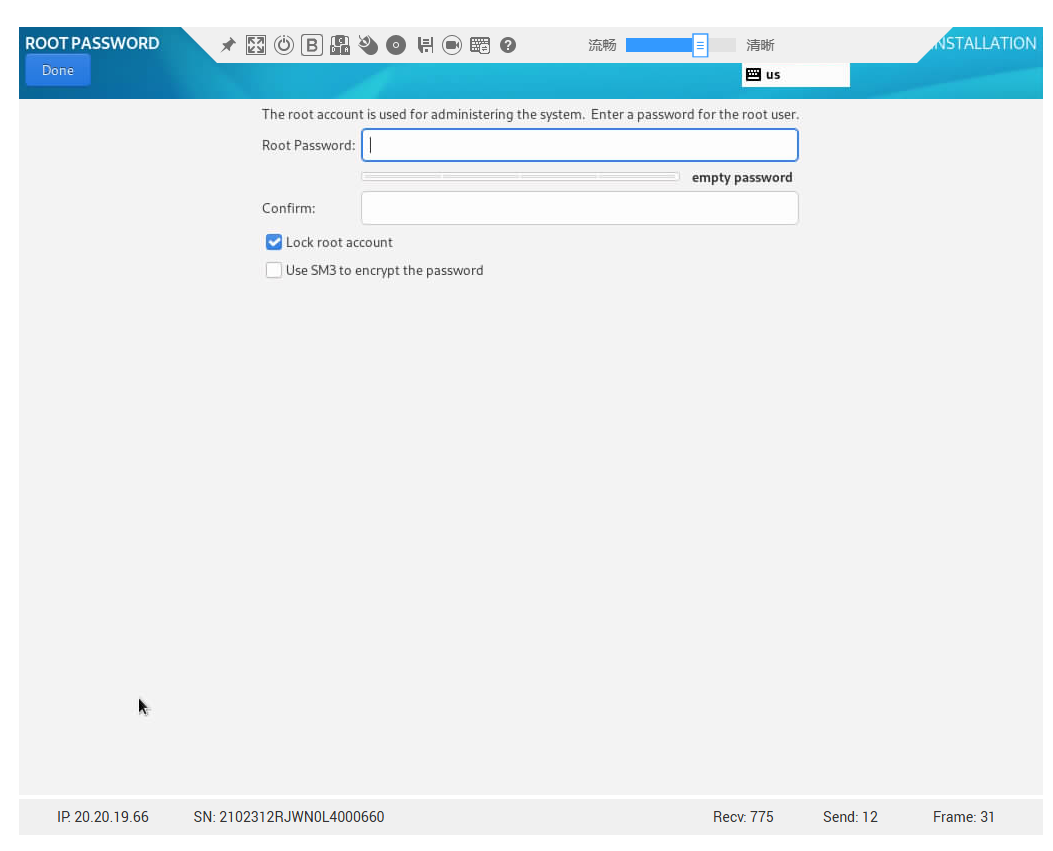 ROOT PASSWORD
B
流畅
清晰
NSTALLATION
Done
us
The root account is used for administering the system. Enter a password for the root user.
Root Password:
empty password
Confirm:
Lock root account
Use SM3 to encrypt the password
IP: 20.20.19.66
SN: 2102312RJWN0L4000660
Recv: 775
Send: 12
Frame: 31